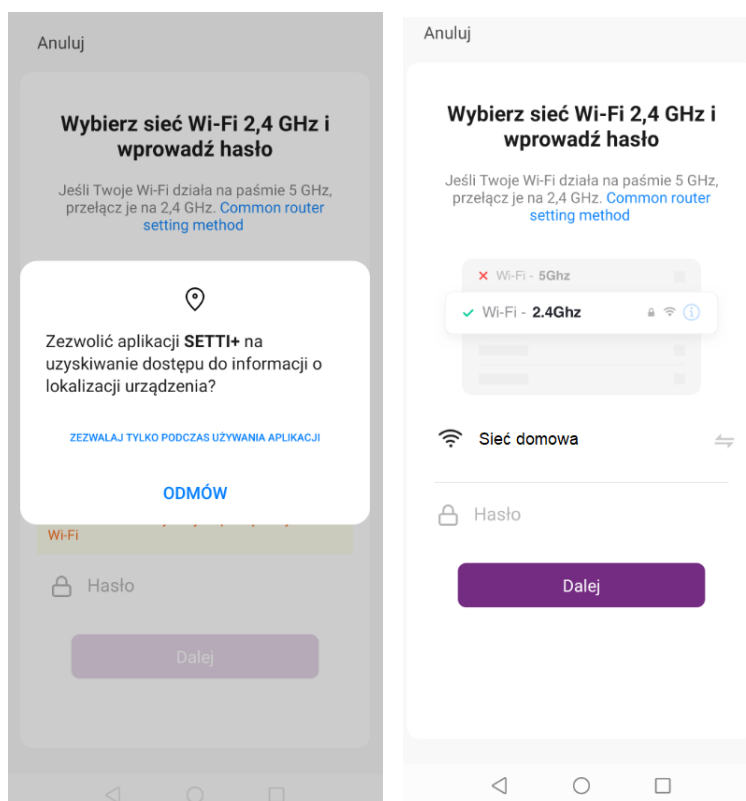 Anuluj
Wybierz sieć Wi-Fi 2,4 GHz i
wprowadź hasło
Jeśli Twoje Wi-Fi działa na paśmie 5 GHz,
przełącz je na 2,4 GHz. Common router
setting method
Zezwolić aplikacji SETTI+ na
uzyskiwanie dostępu do informacji o
lokalizacji urządzenia?
ZEZWALAJ TYLKO PODCZAS UŻYWANIA APLIKACJI
ODMÓW
Wi-Fi
Hasło
Dalej
Anuluj
Wybierz sieć Wi-Fi 2,4 GHz i
wprowadź hasło
Jeśli Twoje Wi-Fi działa na paśmie 5 GHz,
przełącz je na 2,4 GHz. Common router
setting method
Wi-Fi - 5Ghz
Wi-Fi - 2.4Ghz
Sieć domowa
Hasło
Dalej